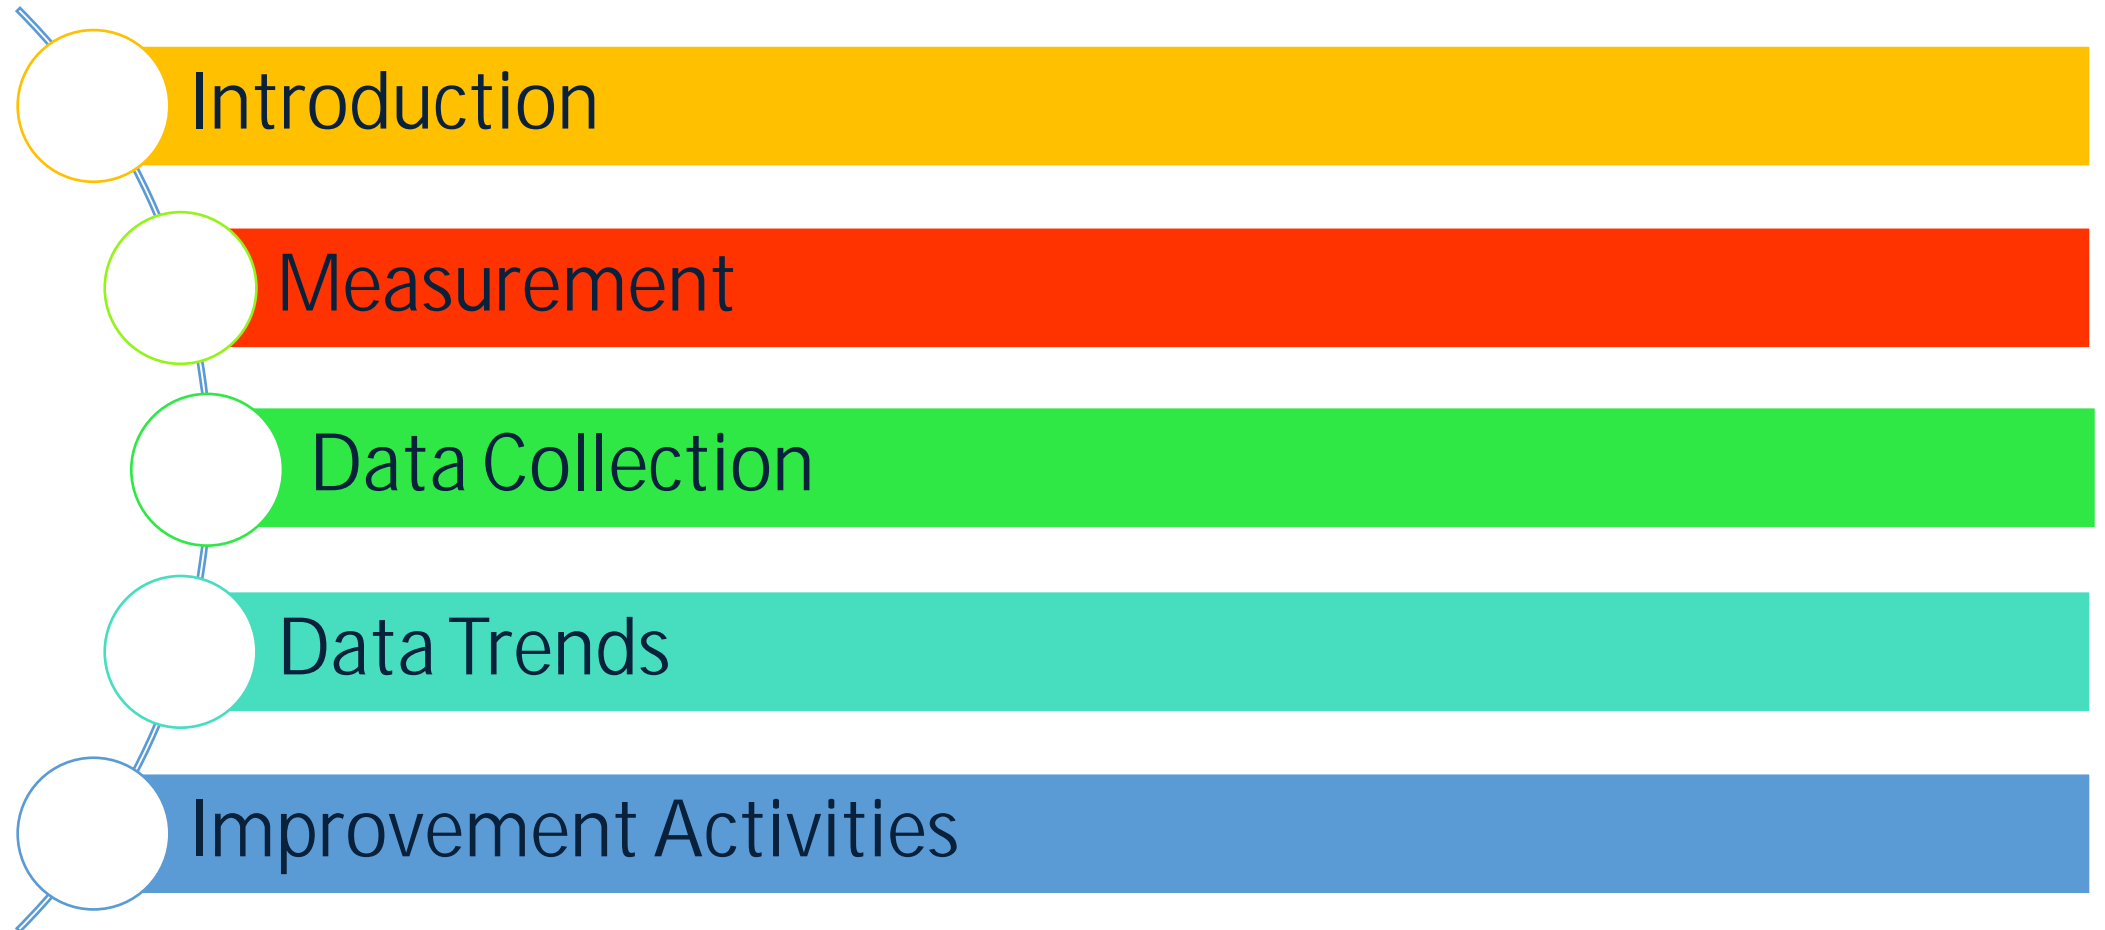 Introduction
Measurement
Data Collection
Data Trends
Improvement Activities